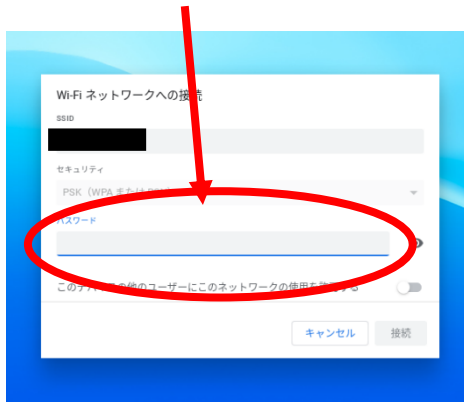 Wi-Fi ネットワークへの接続
SSID
セキュリティ
PSK（WPA または
パスワード
このデバイスの他のユーザーにこのネットワークの使用を許可する
キャンセル
接続